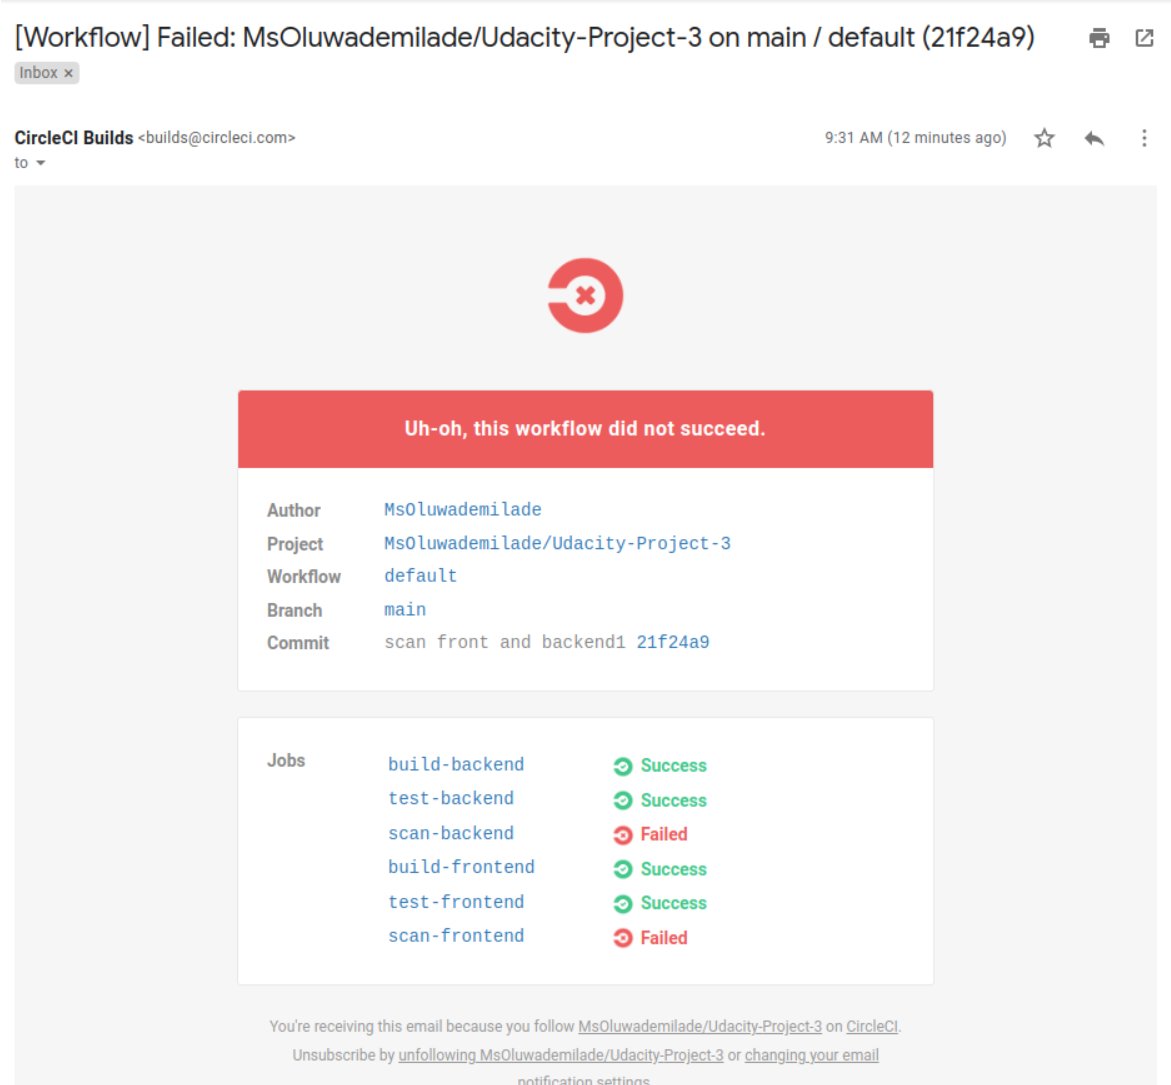 [Workflow] Failed: MsOluwademilade/Udacity-Project-3 on main / default (21f24a9)
Inbox ×
CircleCI Builds <builds@circleci.com> 9:31 AM (12 minutes ago)
to
Uh-oh, this workflow did not succeed.
Author MsOluwademilade
Project MsOluwademilade/Udacity-Project-3
Workflow default
Branch main
Commit scan front and backend1 21f24a9
Jobs build-backend Success
test-backend Success
scan-backend Failed
build-frontend Success
test-frontend Success
scan-frontend Failed
You're receiving this email because you follow MsOluwademilade/Udacity-Project-3 on CircleCI.
Unsubscribe by unfollowing MsOluwademilade/Udacity-Project-3 or changing your email
notification settings.